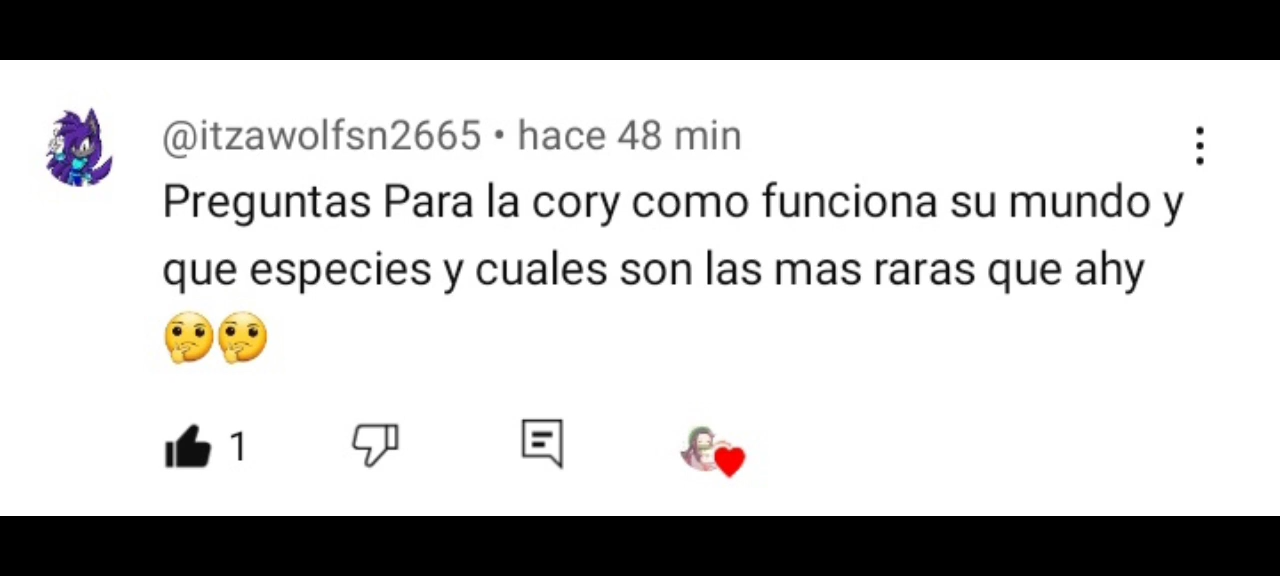 @itzawolfsn2665 • hace 48 min
Preguntas Para la cory como funciona su mundo y
que especies y cuales son las mas raras que ahy
🤔🤔
1